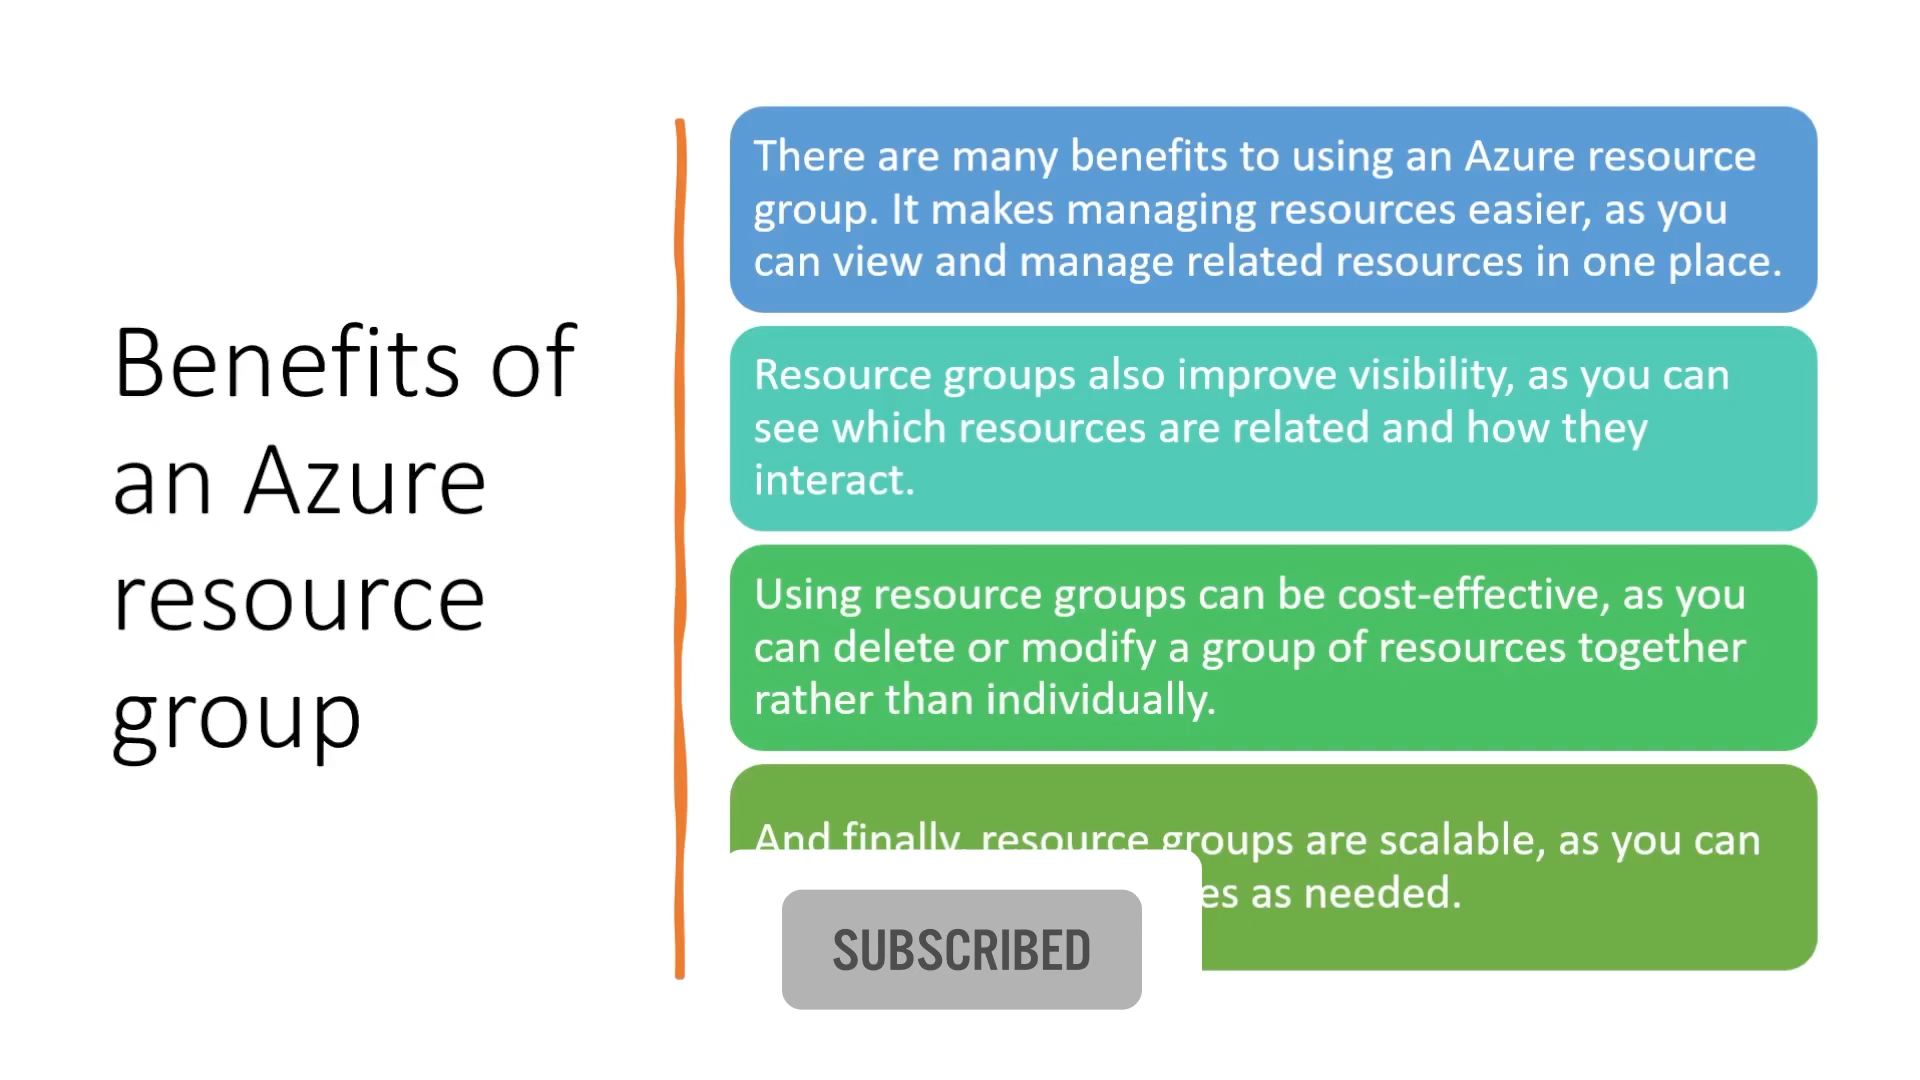 Benefits of
an Azure
resource
group
There are many benefits to using an Azure resource
group. It makes managing resources easier, as you
can view and manage related resources in one place.
Resource groups also improve visibility, as you can
see which resources are related and how they
interact.
Using resource groups can be cost-effective, as you
can delete or modify a group of resources together
rather than individually.
And finally, resource groups are scalable, as you can
as needed.
SUBSCRIBED